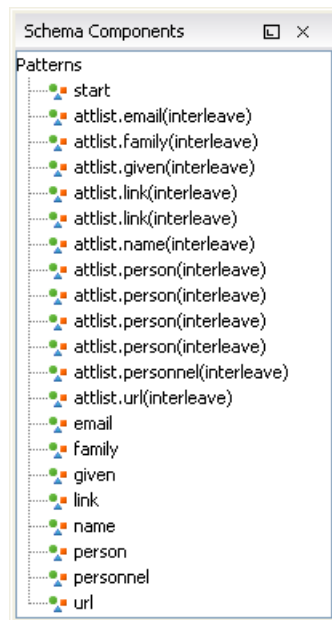 Schema Components
Patterns
start
attlist.email(interleave)
attlist.family(interleave)
attlist.given(interleave)
attlist.link(interleave)
attlist.link(interleave)
attlist.name(interleave)
attlist.person(interleave)
attlist.person(interleave)
attlist.person(interleave)
attlist.person(interleave)
attlist.personnel(interleave)
attlist.url(interleave)
email
family
given
link
name
person
personnel
url